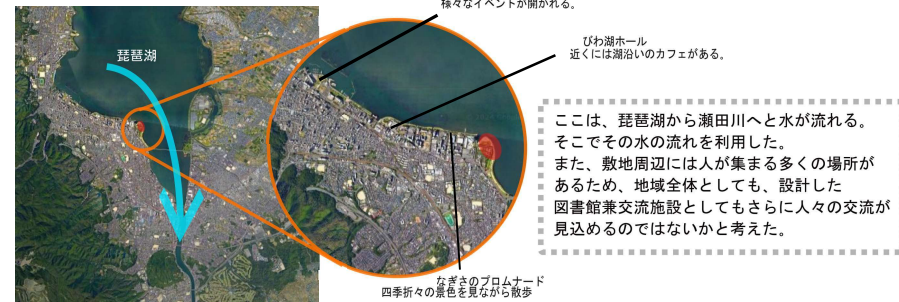 様々なイベントが開かれる。
琵琶湖
びわ湖ホール
近くには湖沿いのカフェがある。
ここは、琵琶湖から瀬田川へと水が流れる。
そこでその水の流れを利用した。
また、敷地周辺には人が集まる多くの場所が
あるため、地域全体としても、設計した
図書館兼交流施設としてもさらに人々の交流が
見込めるのではないかと考えた。
なぎさのプロムナード
四季折々の景色を見ながら散歩